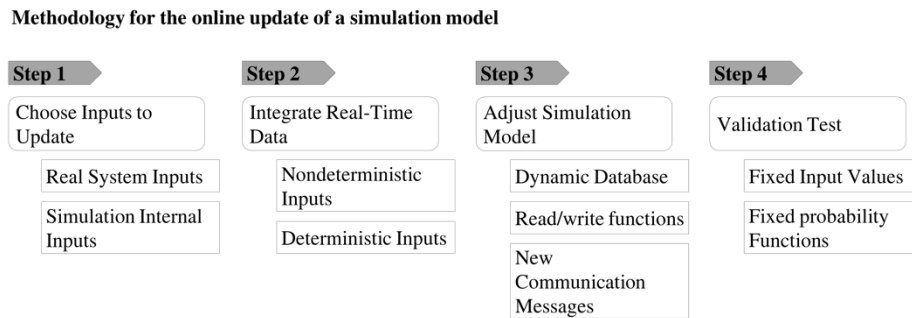 Methodology for the online update of a simulation model
Step 1
Choose Inputs to
Update
Real System Inputs
Simulation Internal
Inputs
Step 2
Integrate Real-Time
Data
Nondeterministic
Inputs
Deterministic Inputs
Step 3
Adjust Simulation
Model
Dynamic Database
Read/write functions
New
Communication
Messages
Step 4
Validation Test
Fixed Input Values
Fixed probability
Functions